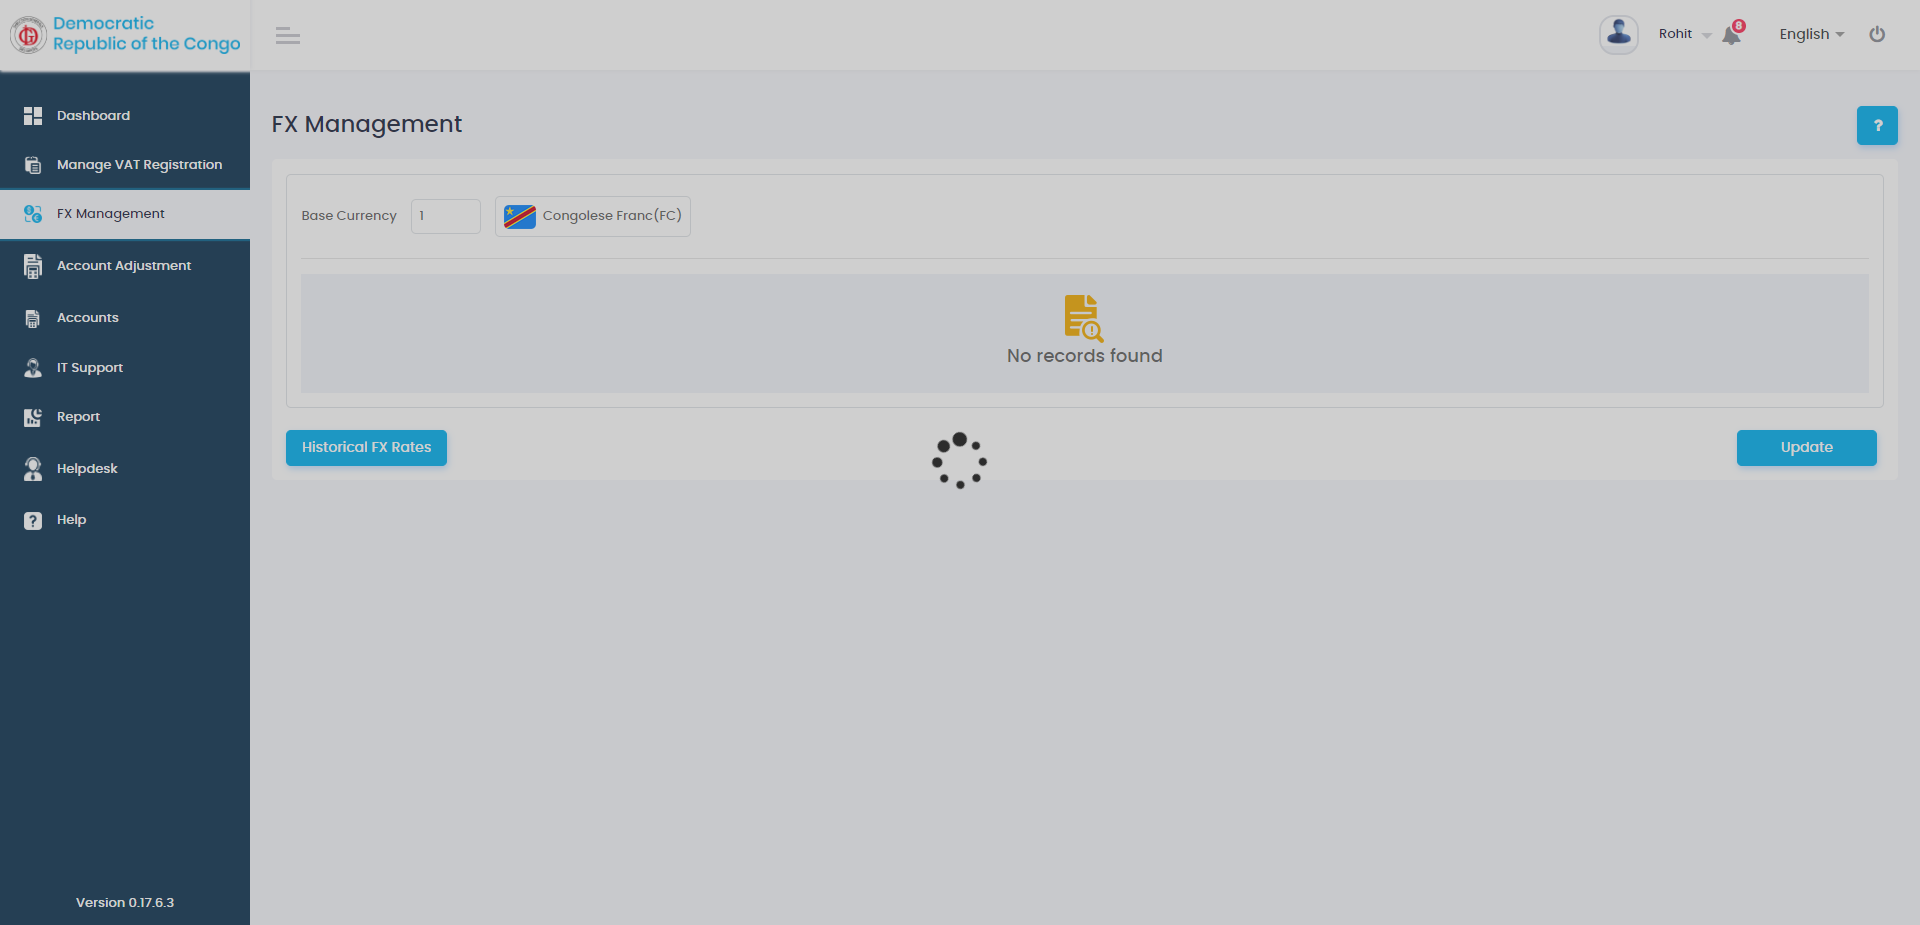 Democratic
Republic of the Congo
Rohit
8
English
Dashboard
Manage VAT Registration
FX Management
Account Adjustment
Accounts
IT Support
Report
Helpdesk
Help
Version 0.17.6.3
FX Management
?
Base Currency
1
Congolese Franc(FC)
No records found
Historical FX Rates
Update